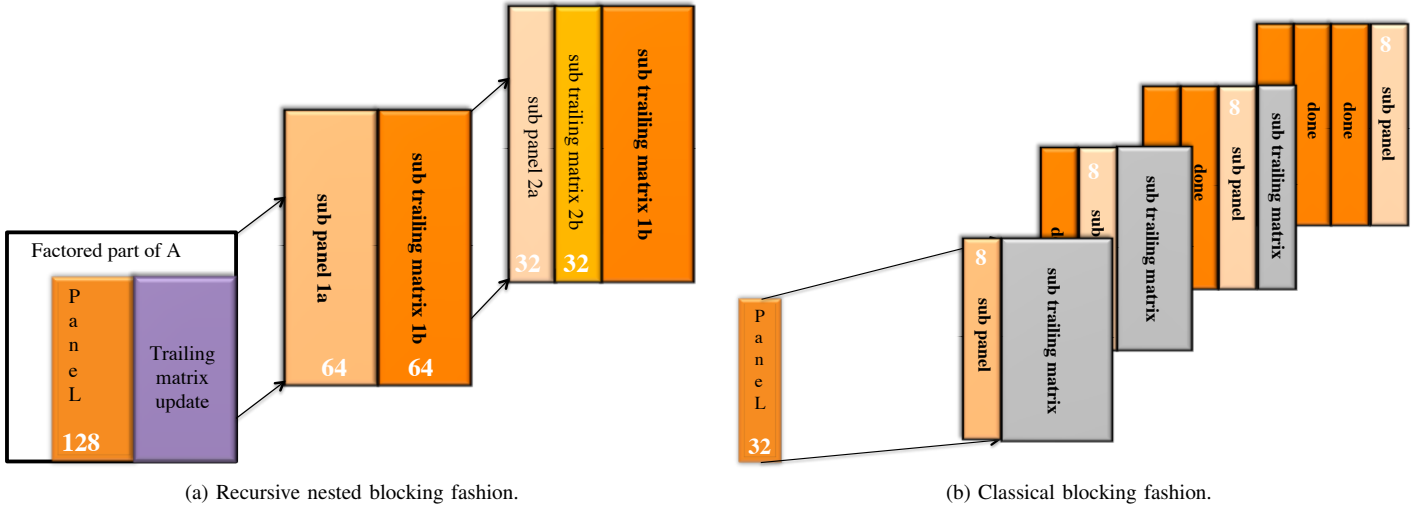 Factored part of A
P
a
n
e
L
128
Trailing
matrix
update
sub panel 1a
64
sub trailing matrix 1b
64
sub panel 2a
32
sub trailing matrix 2b
32
sub trailing matrix 1b
(a) Recursive nested blocking fashion.
P
a
n
e
L
32
8
sub panel
sub trailing matrix
do
8
sub
sub trailing matrix
done
8
sub panel
sub trailing matrix
done
done
8
sub panel
(b) Classical blocking fashion.